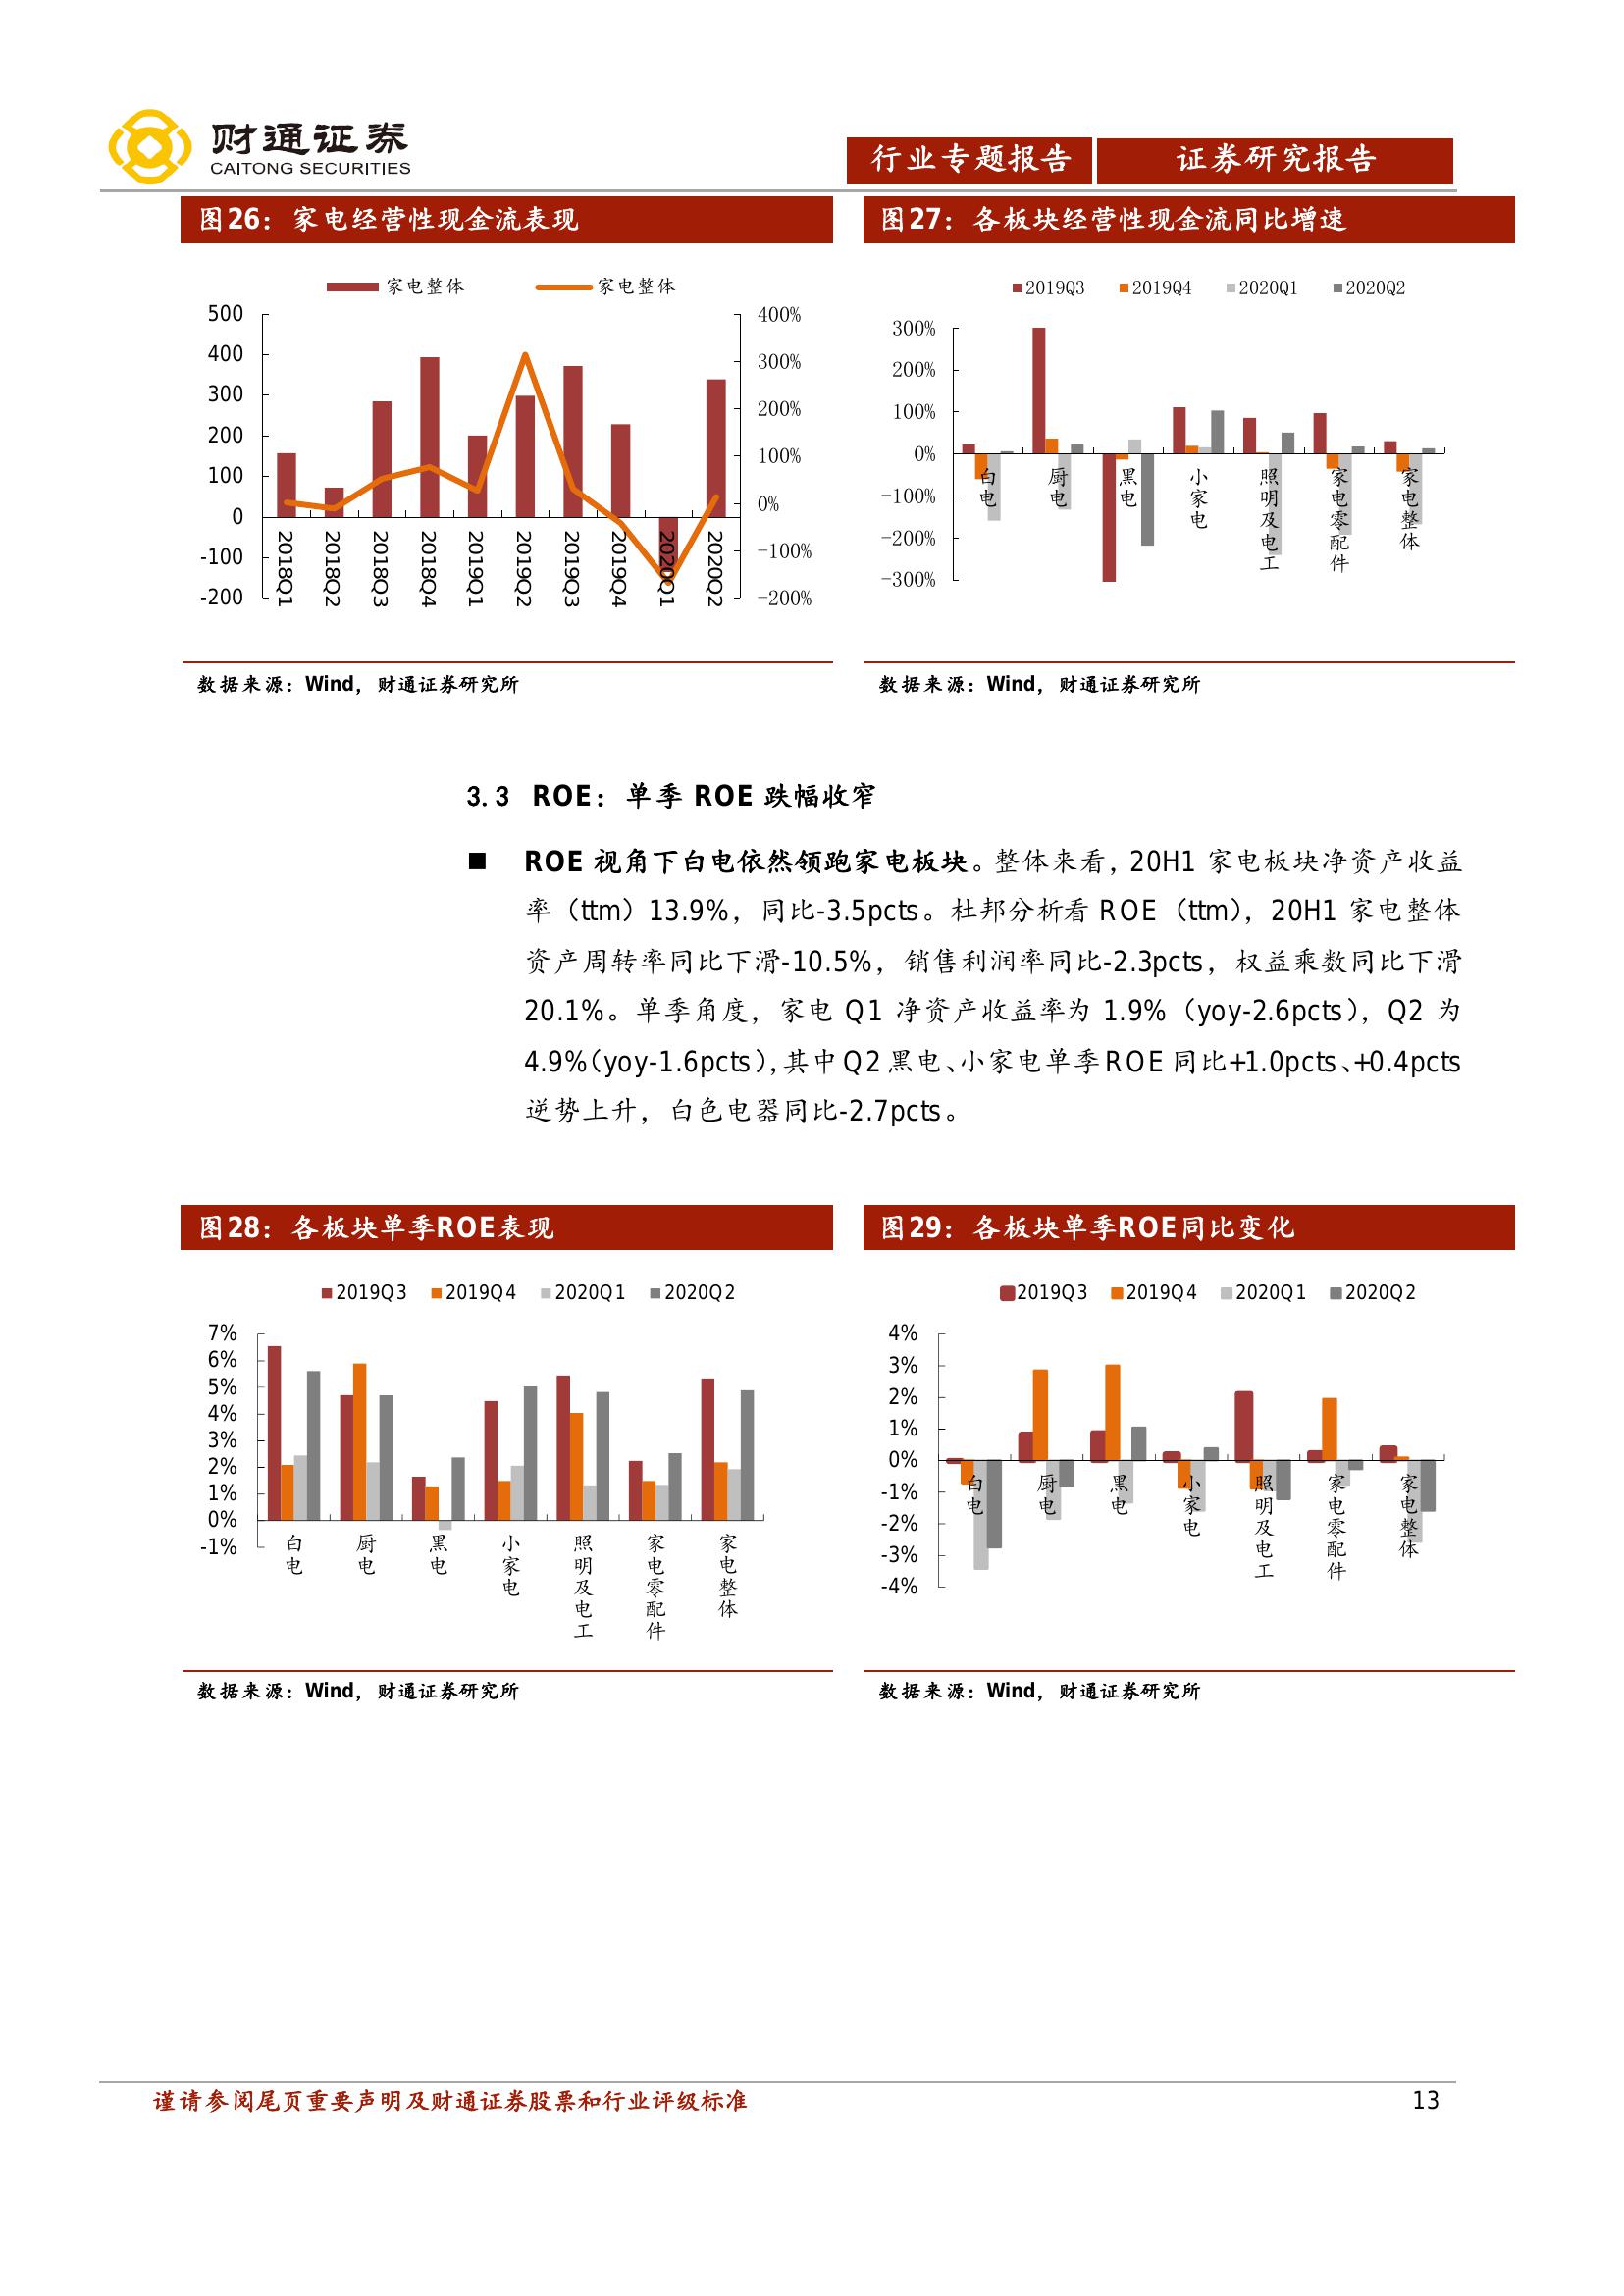 财通证券
CAITONG SECURITIES
行业专题报告 证券研究报告
图26：家电经营性现金流表现
家电整体 家电整体
500
400
300
200
100
0
-100
-200
400%
300%
200%
100%
0%
-100%
-200%
2018Q1 2018Q2 2018Q3 2018Q4 2019Q1 2019Q2 2019Q3 2019Q4 2020Q1 2020Q2
数据来源：Wind，财通证券研究所
图27：各板块经营性现金流同比增速
2019Q3 2019Q4 2020Q1 2020Q2
300%
200%
100%
0%
-100%
-200%
-300%
白电 厨电 黑电 小家电 照明及电工 家电零配件 家电整体
数据来源：Wind，财通证券研究所
3.3 ROE：单季 ROE 跌幅收窄
■ ROE 视角下白电依然领跑家电板块。整体来看，20H1 家电板块净资产收益
率（ttm）13.9%，同比-3.5pcts。杜邦分析看 ROE（ttm），20H1 家电整体
资产周转率同比下滑-10.5%，销售利润率同比-2.3pcts，权益乘数同比下滑
20.1%。单季角度，家电 Q1 净资产收益率为 1.9%（yoy-2.6pcts），Q2 为
4.9%（yoy-1.6pcts），其中 Q2 黑电、小家电单季 ROE 同比+1.0pcts、+0.4pcts
逆势上升，白色电器同比-2.7pcts。
图28：各板块单季ROE表现
2019Q3 2019Q4 2020Q1 2020Q2
7%
6%
5%
4%
3%
2%
1%
0%
-1%
白电 厨电 黑电 小家电 照明及电工 家电零配件 家电整体
数据来源：Wind，财通证券研究所
图29：各板块单季ROE同比变化
2019Q3 2019Q4 2020Q1 2020Q2
4%
3%
2%
1%
0%
-1%
-2%
-3%
-4%
白电 厨电 黑电 小家电 照明及电工 家电零配件 家电整体
数据来源：Wind，财通证券研究所
谨请参阅尾页重要声明及财通证券股票和行业评级标准 13